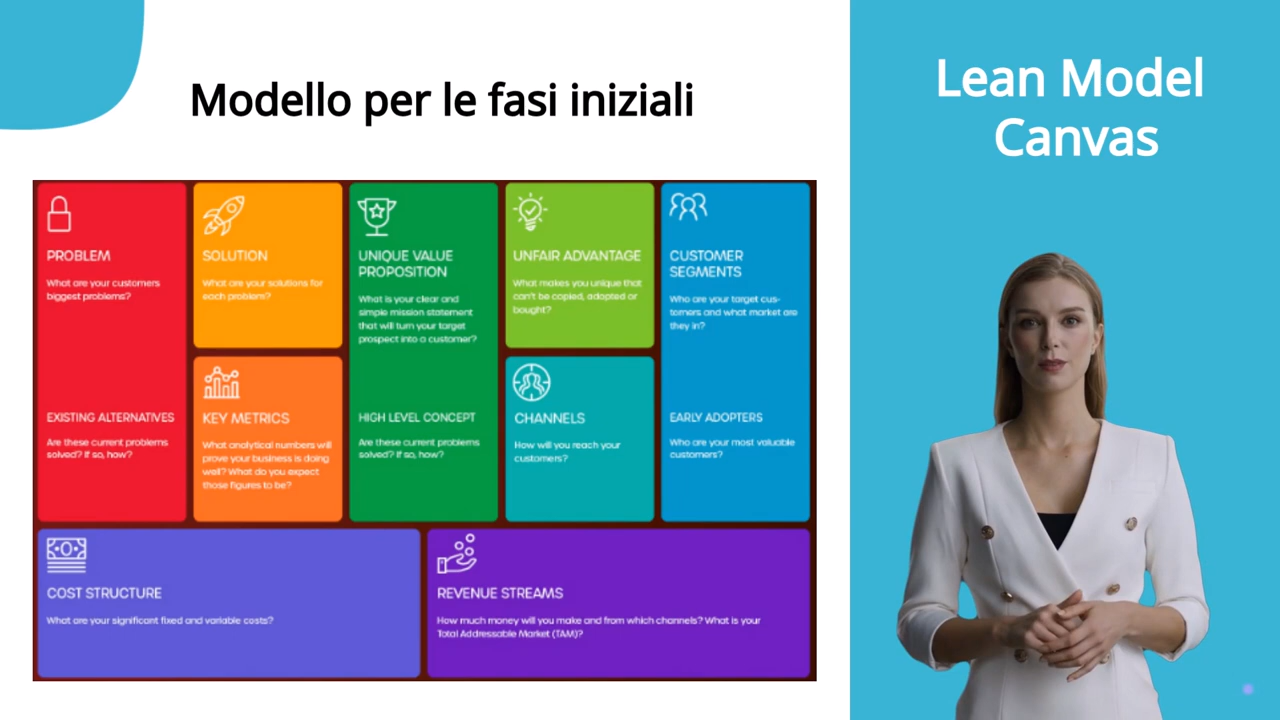 Modello per le fasi iniziali
Lean Model
Canvas
PROBLEM
What are your customers
biggest problems?
EXISTING ALTERNATIVES
Are these current problems
solved? If so, how?
SOLUTION
What are your solutions for
each problem?
KEY METRICS
What analytical numbers will
prove your business is doing
well? What do you expect
those figures to be?
UNIQUE VALUE
PROPOSITION
What is your clear and
simple mission statement
that will turn your target
prospect into a customer?
HIGH LEVEL CONCEPT
Are these current problems
solved? If so, how?
UNFAIR ADVANTAGE
What makes you unique that
can't be copied, adopted or
bought?
CHANNELS
How will you reach your
customers?
CUSTOMER
SEGMENTS
Who are your target cus-
tomers and what market are
they in?
EARLY ADOPTERS
Who are your most valuable
customers?
COST STRUCTURE
What are your significant fixed and variable costs?
REVENUE STREAMS
How much money will you make and from which channels? What is your
Total Addressable Market (TAM)?